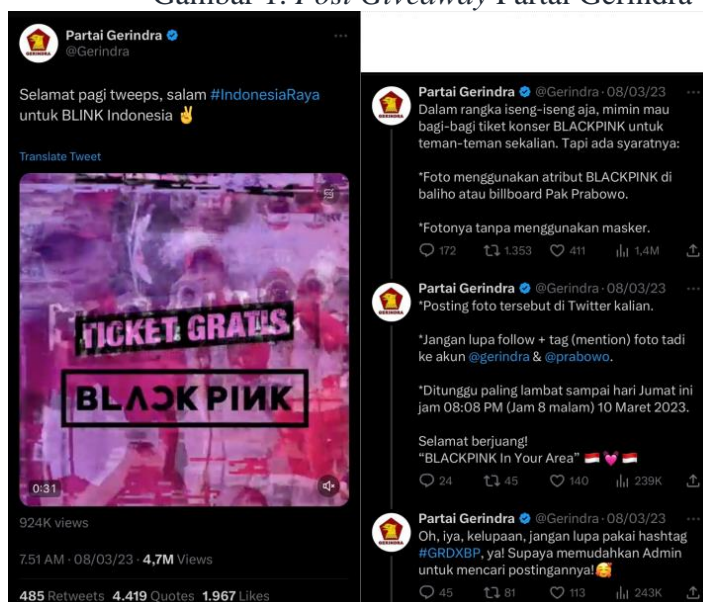 Gambar 1. Post Giveaway Partai Gerindra
Partai Gerindra
@Gerindra
Selamat pagi tweeps, salam #IndonesiaRaya
untuk BLINK Indonesia ✌️
Translate Tweet
TICKET GRATIS
BLACKPINK
0:31
924K views
7.51 AM · 08/03/23 · 4,7M Views
485 Retweets 4.419 Quotes 1.967 Likes
Partai Gerindra @Gerindra · 08/03/23
Dalam rangka iseng-iseng aja, mimin mau
bagi-bagi tiket konser BLACKPINK untuk
teman-teman sekalian. Tapi ada syaratnya:
*Foto menggunakan atribut BLACKPINK di
baliho atau billboard Pak Prabowo.
*Fotonya tanpa menggunakan masker.
172 1.353 411 1,4M
Partai Gerindra @Gerindra · 08/03/23
*Posting foto tersebut di Twitter kalian.
*Jangan lupa follow + tag (mention) foto tadi
ke akun @gerindra & @prabowo.
*Ditunggu paling lambat sampai hari Jumat ini
jam 08:08 PM (Jam 8 malam) 10 Maret 2023.
Selamat berjuang!
“BLACKPINK In Your Area” 🇮🇩💓🇮🇩
24 45 140 239K
Partai Gerindra @Gerindra · 08/03/23
Oh, iya, kelupaan, jangan lupa pakai hashtag
#GRDXBP, ya! Supaya memudahkan Admin
untuk mencari postingannya!🥰
45 81 113 243K